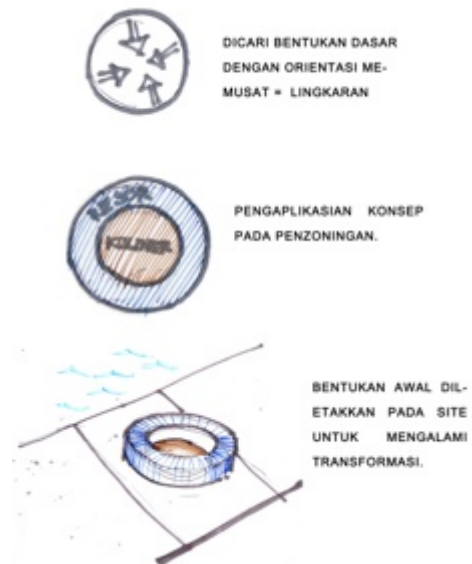 DICARI BENTUKAN DASAR
DENGAN ORIENTASI ME-
MUSAT = LINGKARAN
RESOR
KULINER
PENGAPLIKASIAN KONSEP
PADA PENZONINGAN.
BENTUKAN AWAL DIL-
ETAKKAN PADA SITE
UNTUK MENGALAMI
TRANSFORMASI.